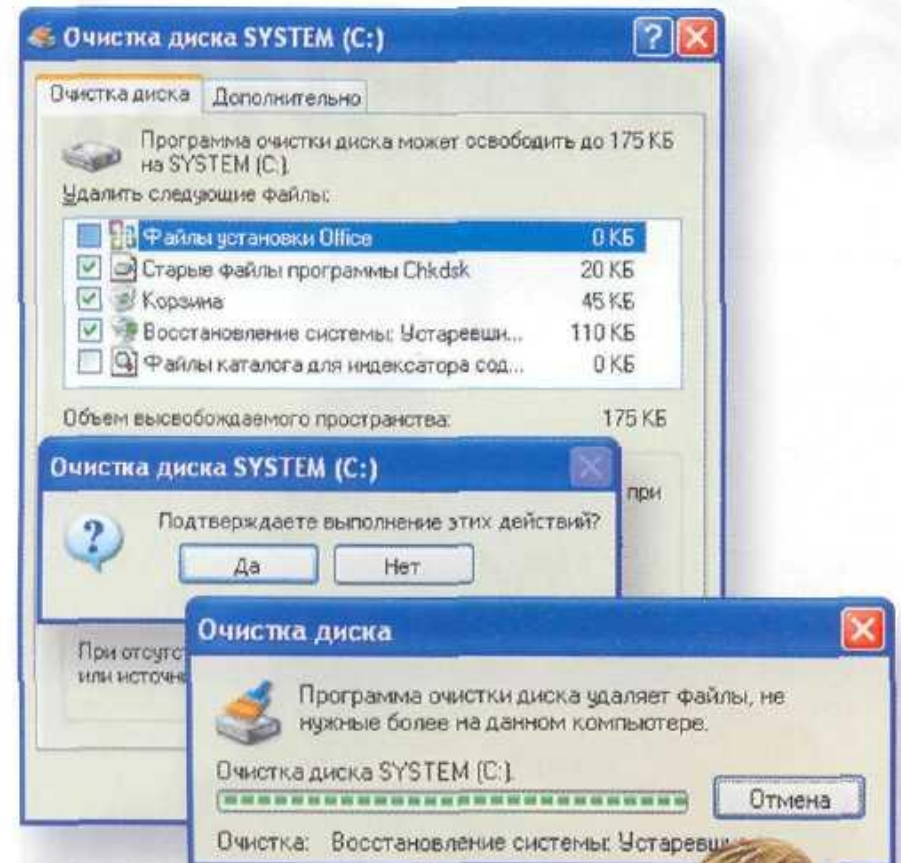 Очистка диска SYSTEM (C:)
Очистка диска
Дополнительно
Программа очистки диска может освободить до 175 КБ
на SYSTEM (C:).
Удалить следующие файлы:
Файлы установки Office 0 КБ
Старые файлы программы Chkdsk 20 КБ
Корзина 45 КБ
Восстановление системы: Устаревши... 110 КБ
Файлы каталога для индексатора сод... 0 КБ
Объем высвобождаемого пространства: 175 КБ
Очистка диска SYSTEM (C:)
при
Подтверждаете выполнение этих действий?
Да Нет
Очистка диска
При отсутс
или источн
Программа очистки диска удаляет файлы, не
нужные более на данном компьютере.
Очистка диска SYSTEM (C:).
Отмена
Очистка: Восстановление системы: Устаревши